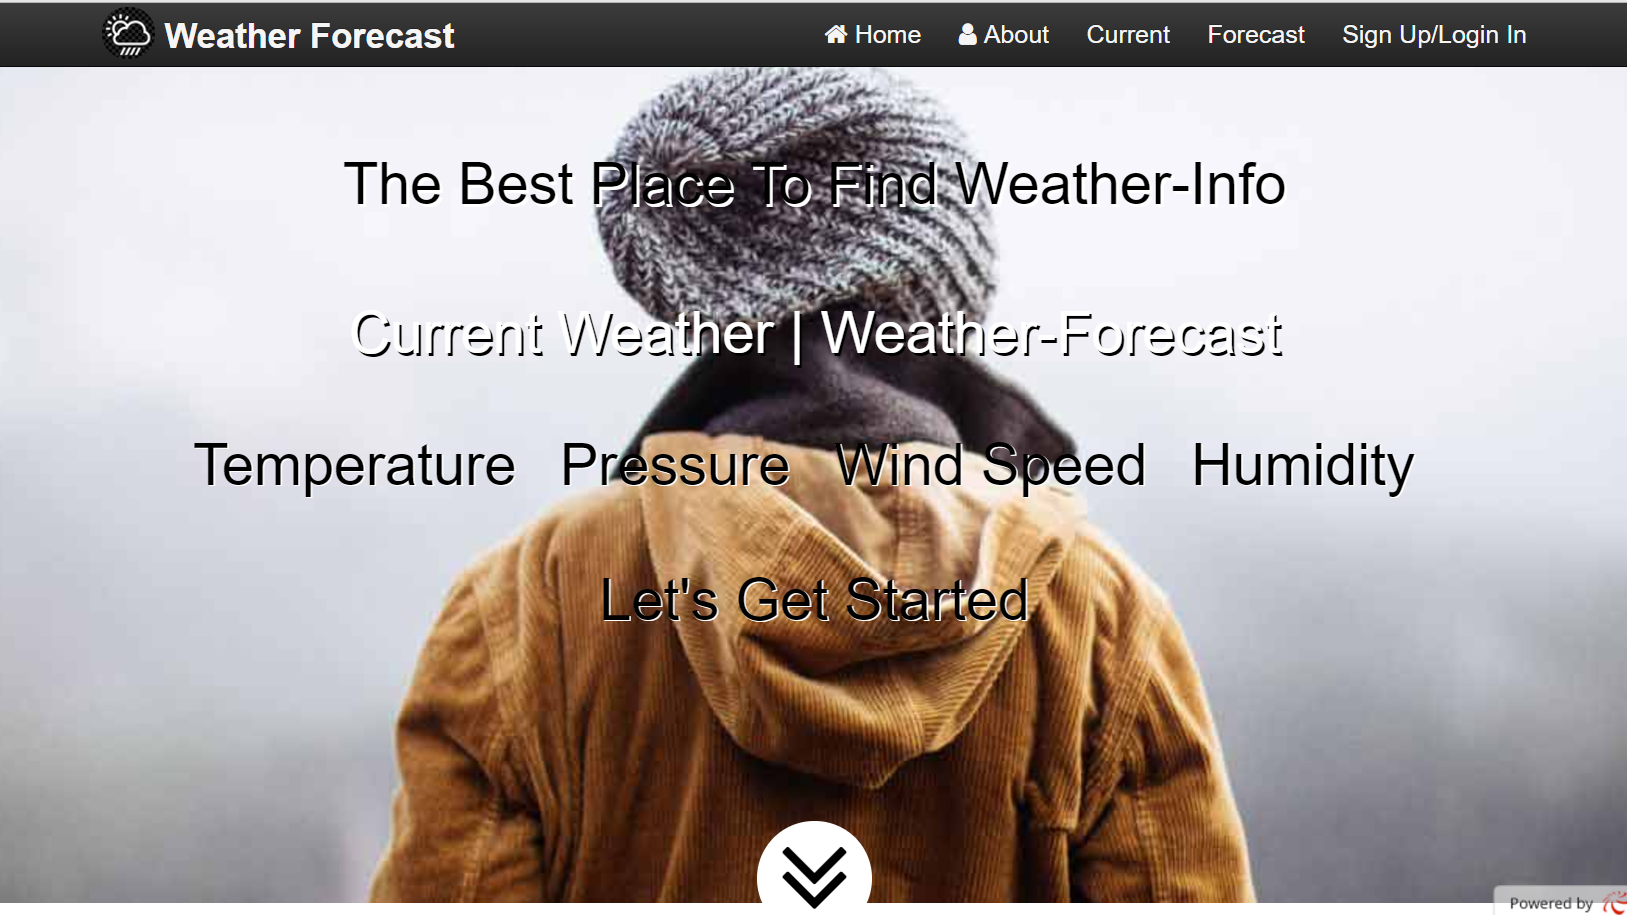 Weather Forecast
Home About Current Forecast Sign Up/Login In
The Best Place To Find Weather-Info
Current Weather | Weather-Forecast
Temperature Pressure Wind Speed Humidity
Let's Get Started
Powered by